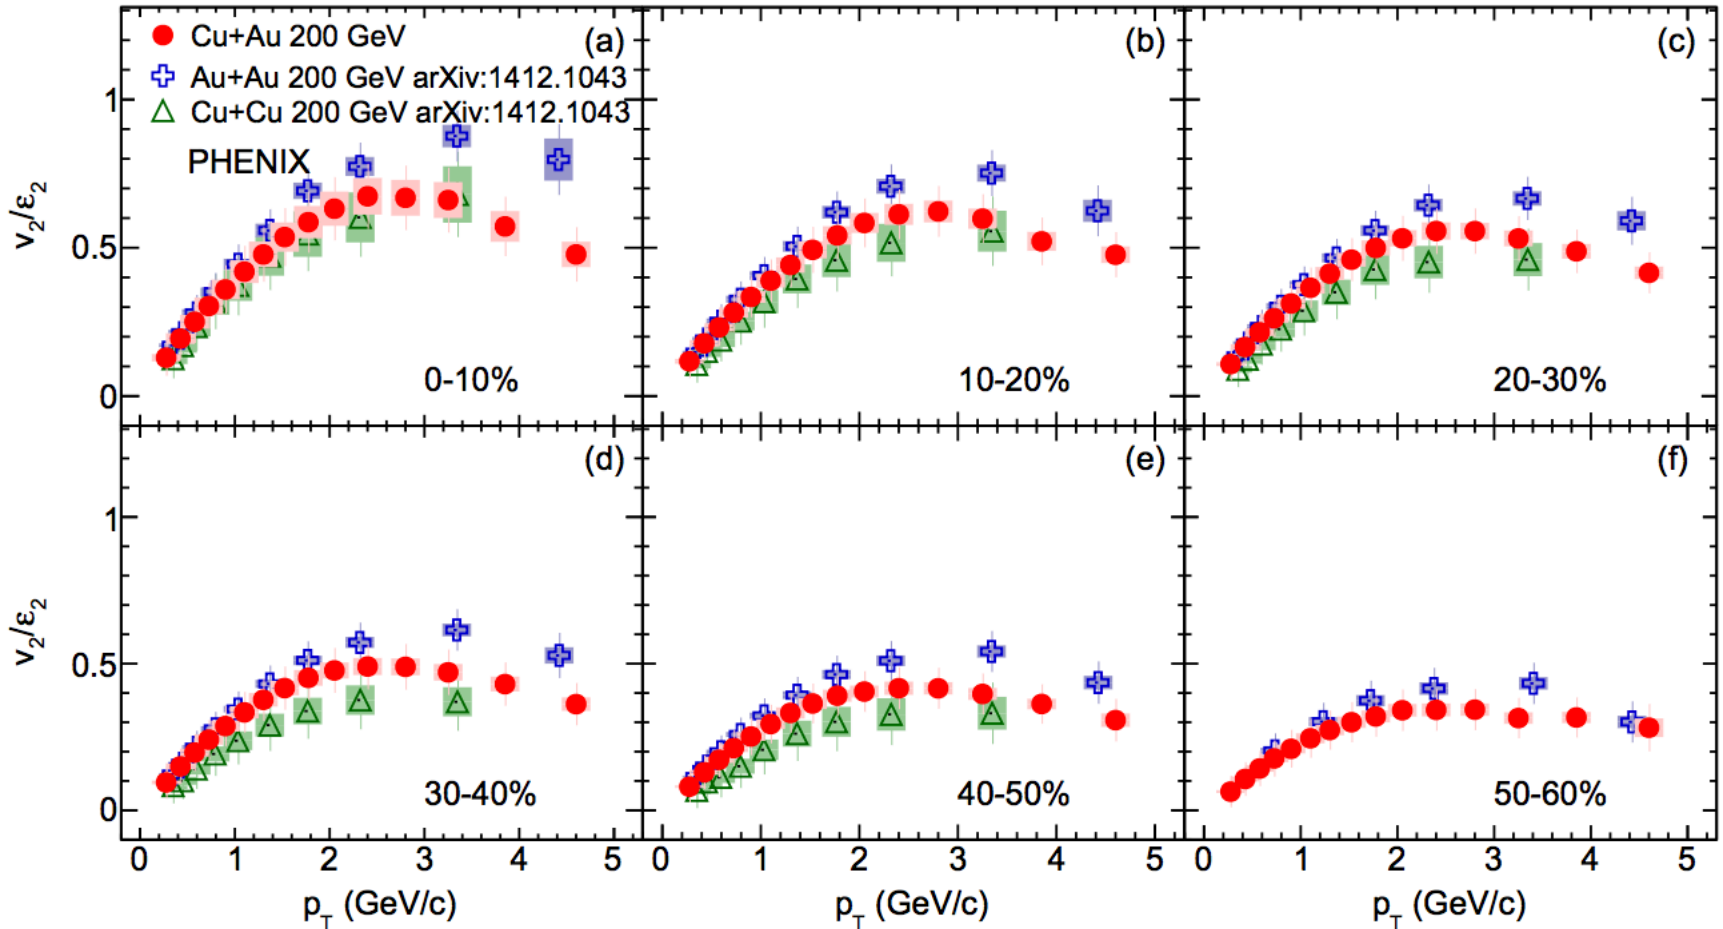 Cu+Au 200 GeV
Au+Au 200 GeV arXiv:1412.1043
Cu+Cu 200 GeV arXiv:1412.1043
PHENIX
(a)
(b)
(c)
1
0.5
0
v₂/ε₂
0-10%
10-20%
20-30%
(d)
(e)
(f)
1
0.5
0
v₂/ε₂
30-40%
40-50%
50-60%
0 1 2 3 4 5
0 1 2 3 4 5
0 1 2 3 4 5
p_T (GeV/c)
p_T (GeV/c)
p_T (GeV/c)